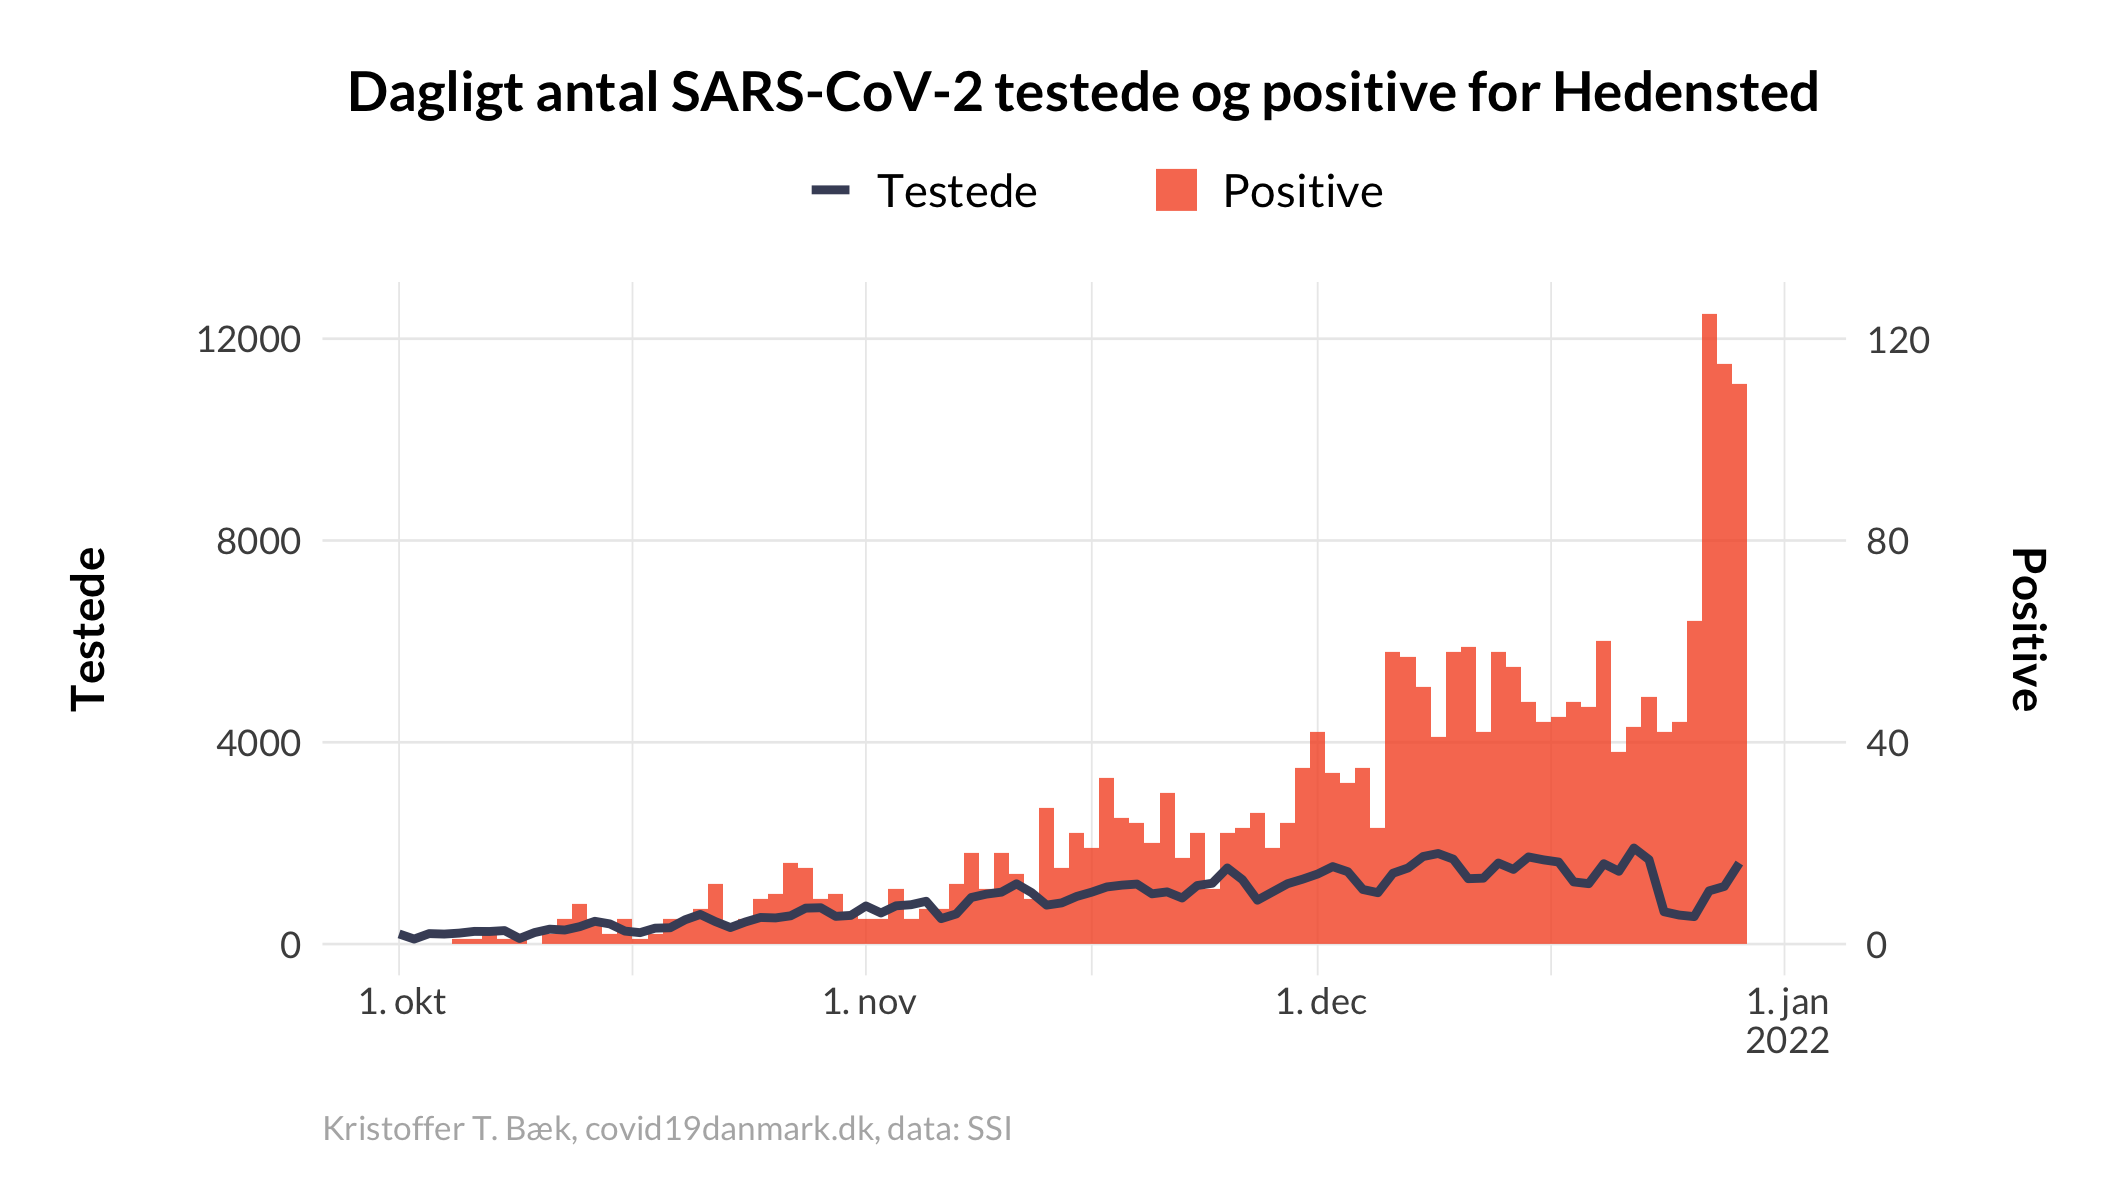 Dagligt antal SARS-CoV-2 testede og positive for Hedensted
Testede
Positive
12000
8000
4000
0
120
80
40
0
Testede
Positive
1. okt
1. nov
1. dec
1. jan
2022
Kristoffer T. Bæk, covid19danmark.dk, data: SSI